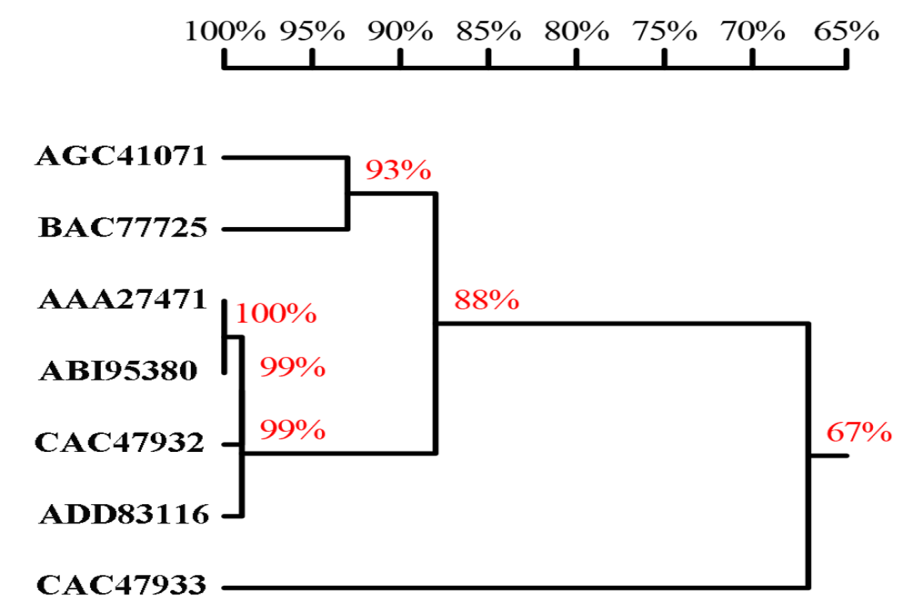 100% 95% 90% 85% 80% 75% 70% 65%
AGC41071
93%
BAC77725
AAA27471
88%
100%
ABI95380
99%
99%
CAC47932
67%
ADD83116
CAC47933